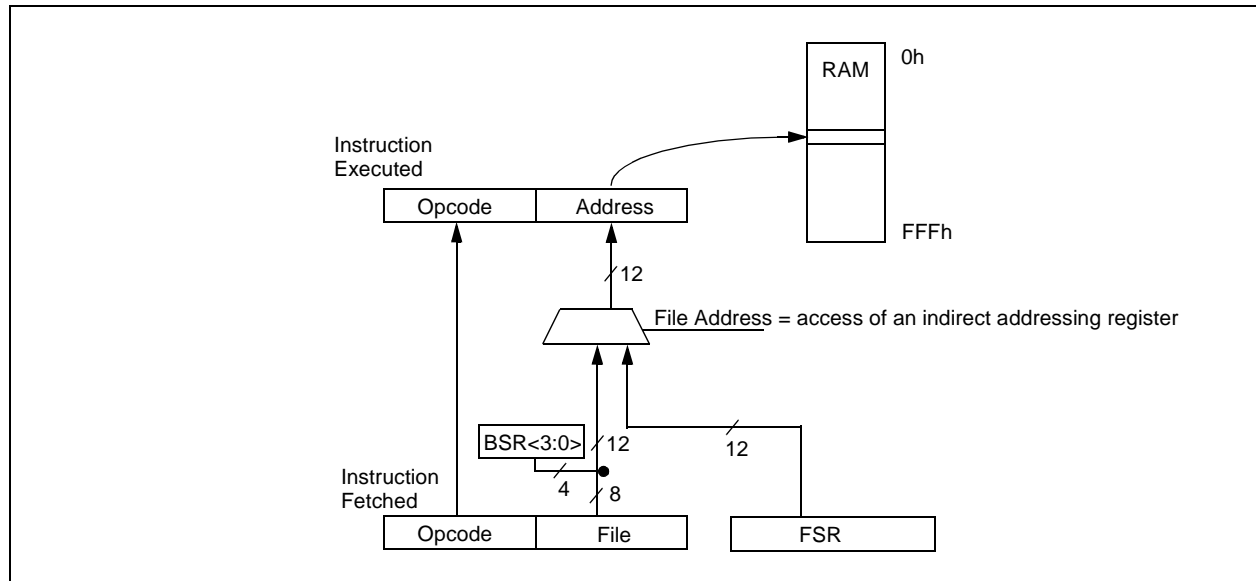 RAM
0h
Instruction
Executed
Opcode
Address
FFFh
12
File Address = access of an indirect addressing register
BSR<3:0>
12
12
4
8
Instruction
Fetched
Opcode
File
FSR